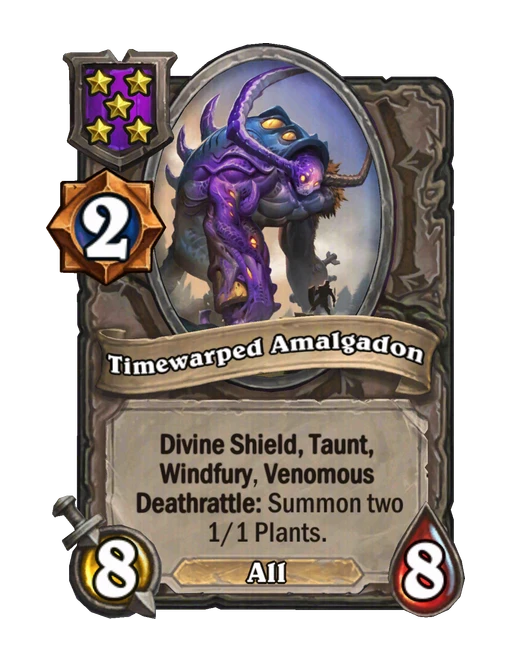 2
Timewarped Amalgadon
Divine Shield, Taunt,
Windfury, Venomous
Deathrattle: Summon two
1/1 Plants.
8
All
8